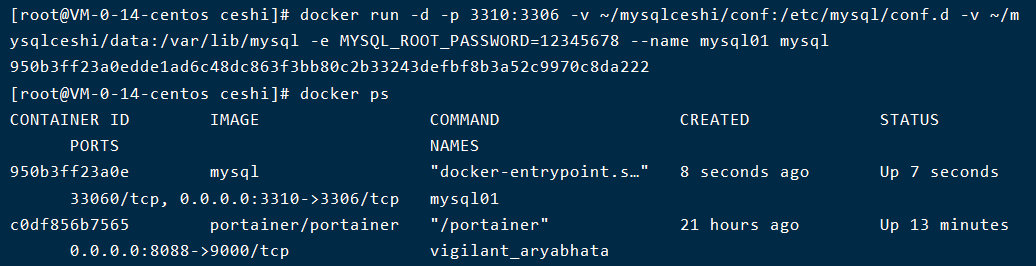 [root@VM-0-14-centos ceshi]# docker run -d -p 3310:3306 -v ~/mysqlceshi/conf:/etc/mysql/conf.d -v ~/m
ysqlceshi/data:/var/lib/mysql -e MYSQL_ROOT_PASSWORD=12345678 --name mysql01 mysql
950b3ff23a0edde1ad6c48dc863f3bb80c2b33243defbf8b3a52c9970c8da222
[root@VM-0-14-centos ceshi]# docker ps
CONTAINER ID        IMAGE                 COMMAND                  CREATED             STATUS
      PORTS                               NAMES
950b3ff23a0e        mysql                 "docker-entrypoint.s…"   8 seconds ago       Up 7 seconds
      33060/tcp, 0.0.0.0:3310->3306/tcp   mysql01
c0df856b7565        portainer/portainer   "/portainer"             21 hours ago        Up 13 minutes
      0.0.0.0:8088->9000/tcp              vigilant_aryabhata